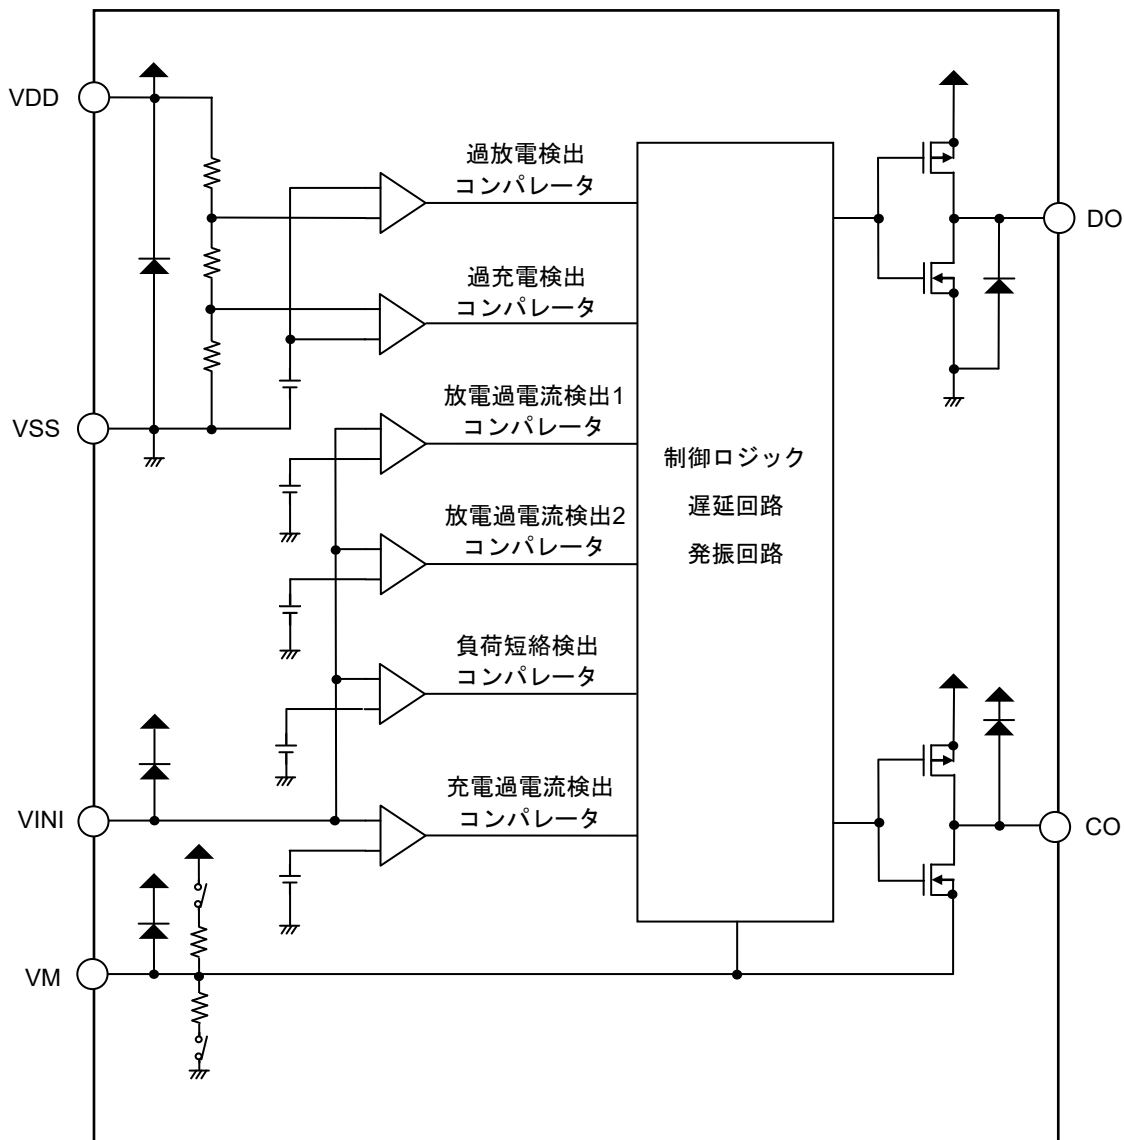 VDD
過放電検出
コンパレータ
DO
過充電検出
コンパレータ
VSS
放電過電流検出1
コンパレータ
制御ロジック
遅延回路
発振回路
放電過電流検出2
コンパレータ
負荷短絡検出
コンパレータ
VINI
充電過電流検出
コンパレータ
CO
VM